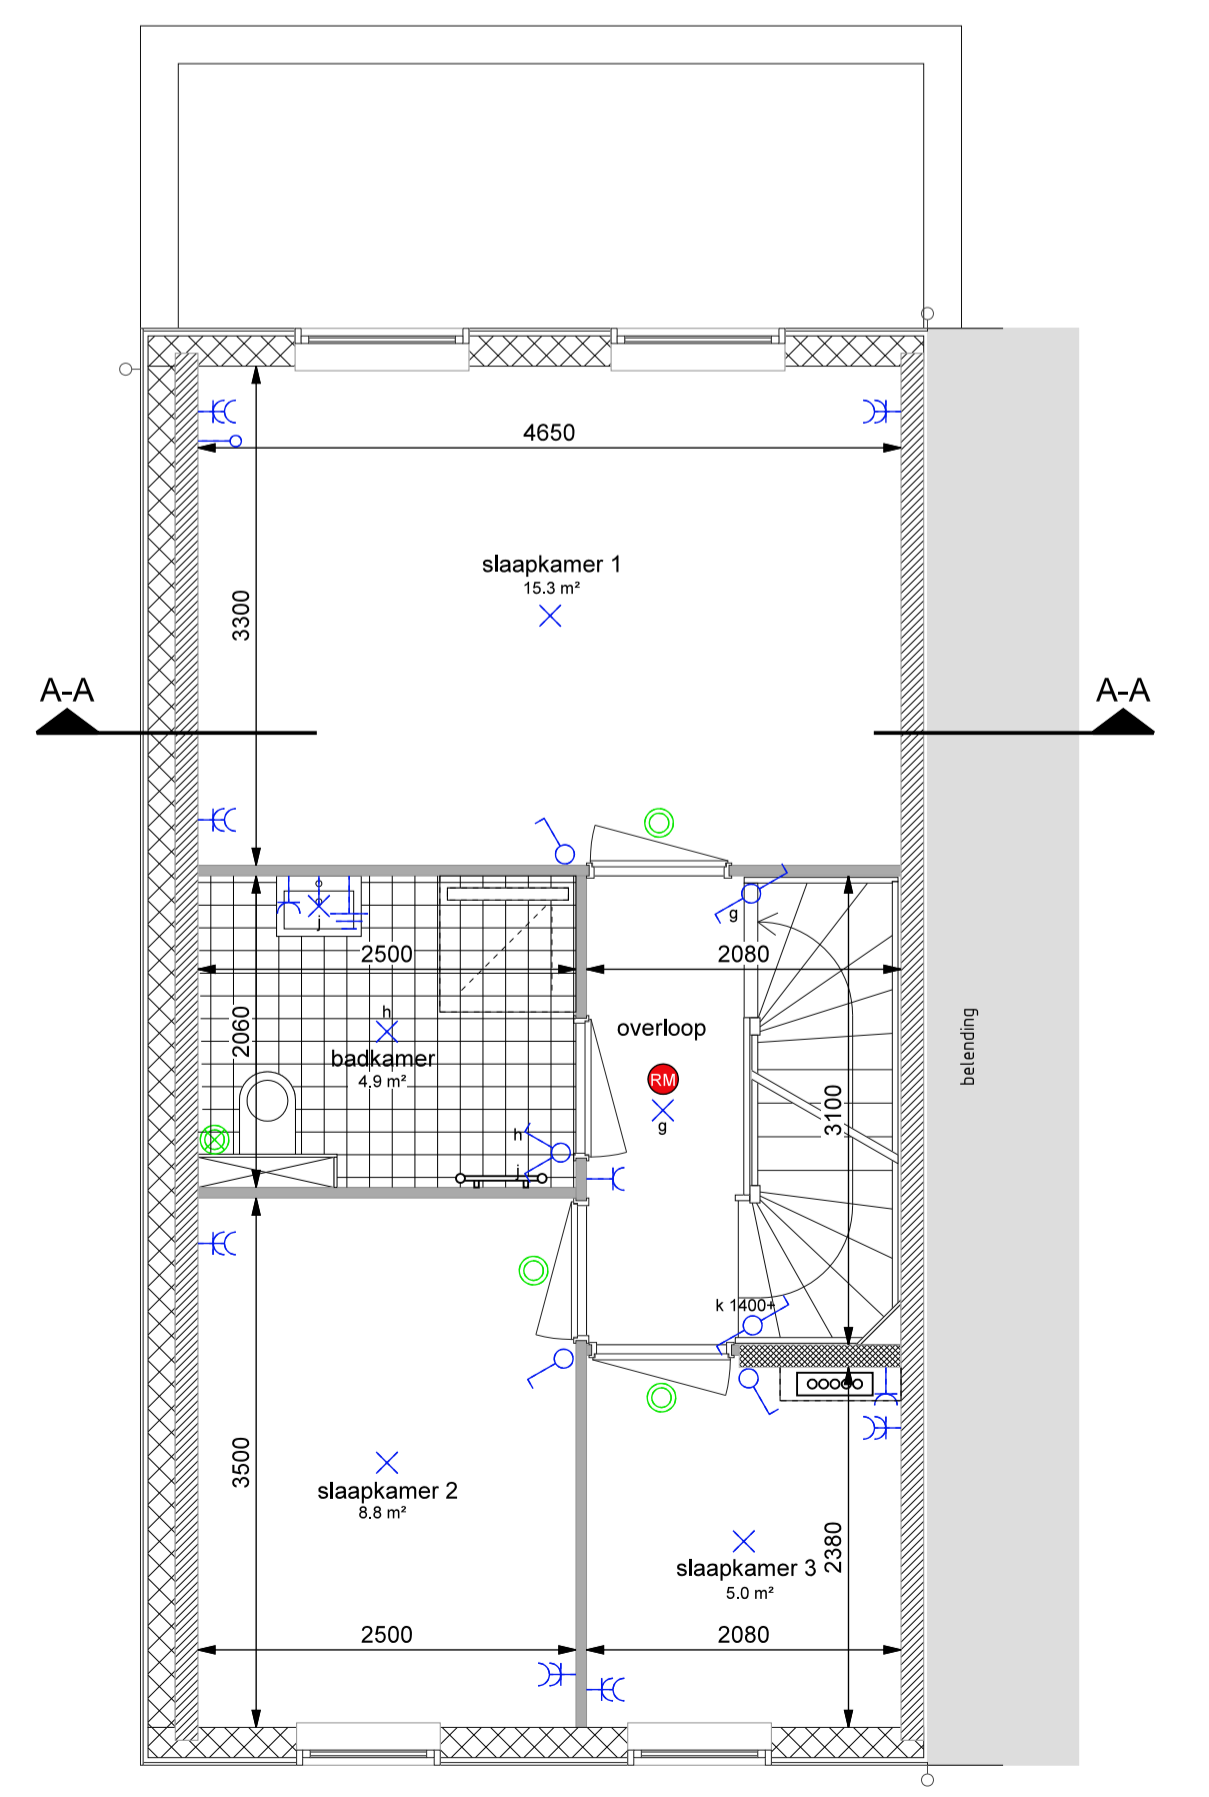 4650
slaapkamer 1
15.3 m²
3300
A-A
A-A
g
j
2500
2080
h
2060
badkamer
4.9 m²
overloop
RM
g
3100
belending
h
j
k 1400+
3500
slaapkamer 2
8.8 m²
2380
slaapkamer 3
5.0 m²
2500
2080